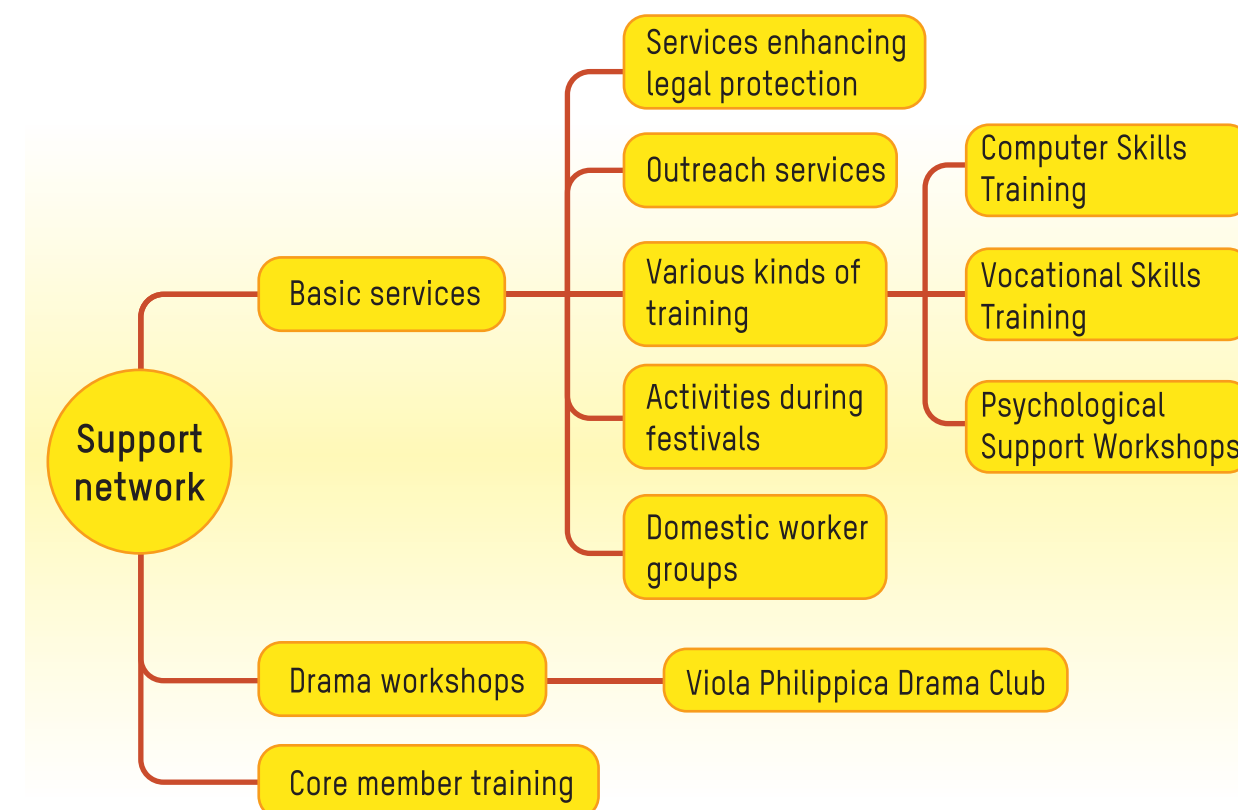 Support
network
Basic services
Services enhancing
legal protection
Outreach services
Various kinds of
training
Computer Skills
Training
Vocational Skills
Training
Psychological
Support Workshops
Activities during
festivals
Domestic worker
groups
Drama workshops
Viola Philippica Drama Club
Core member training